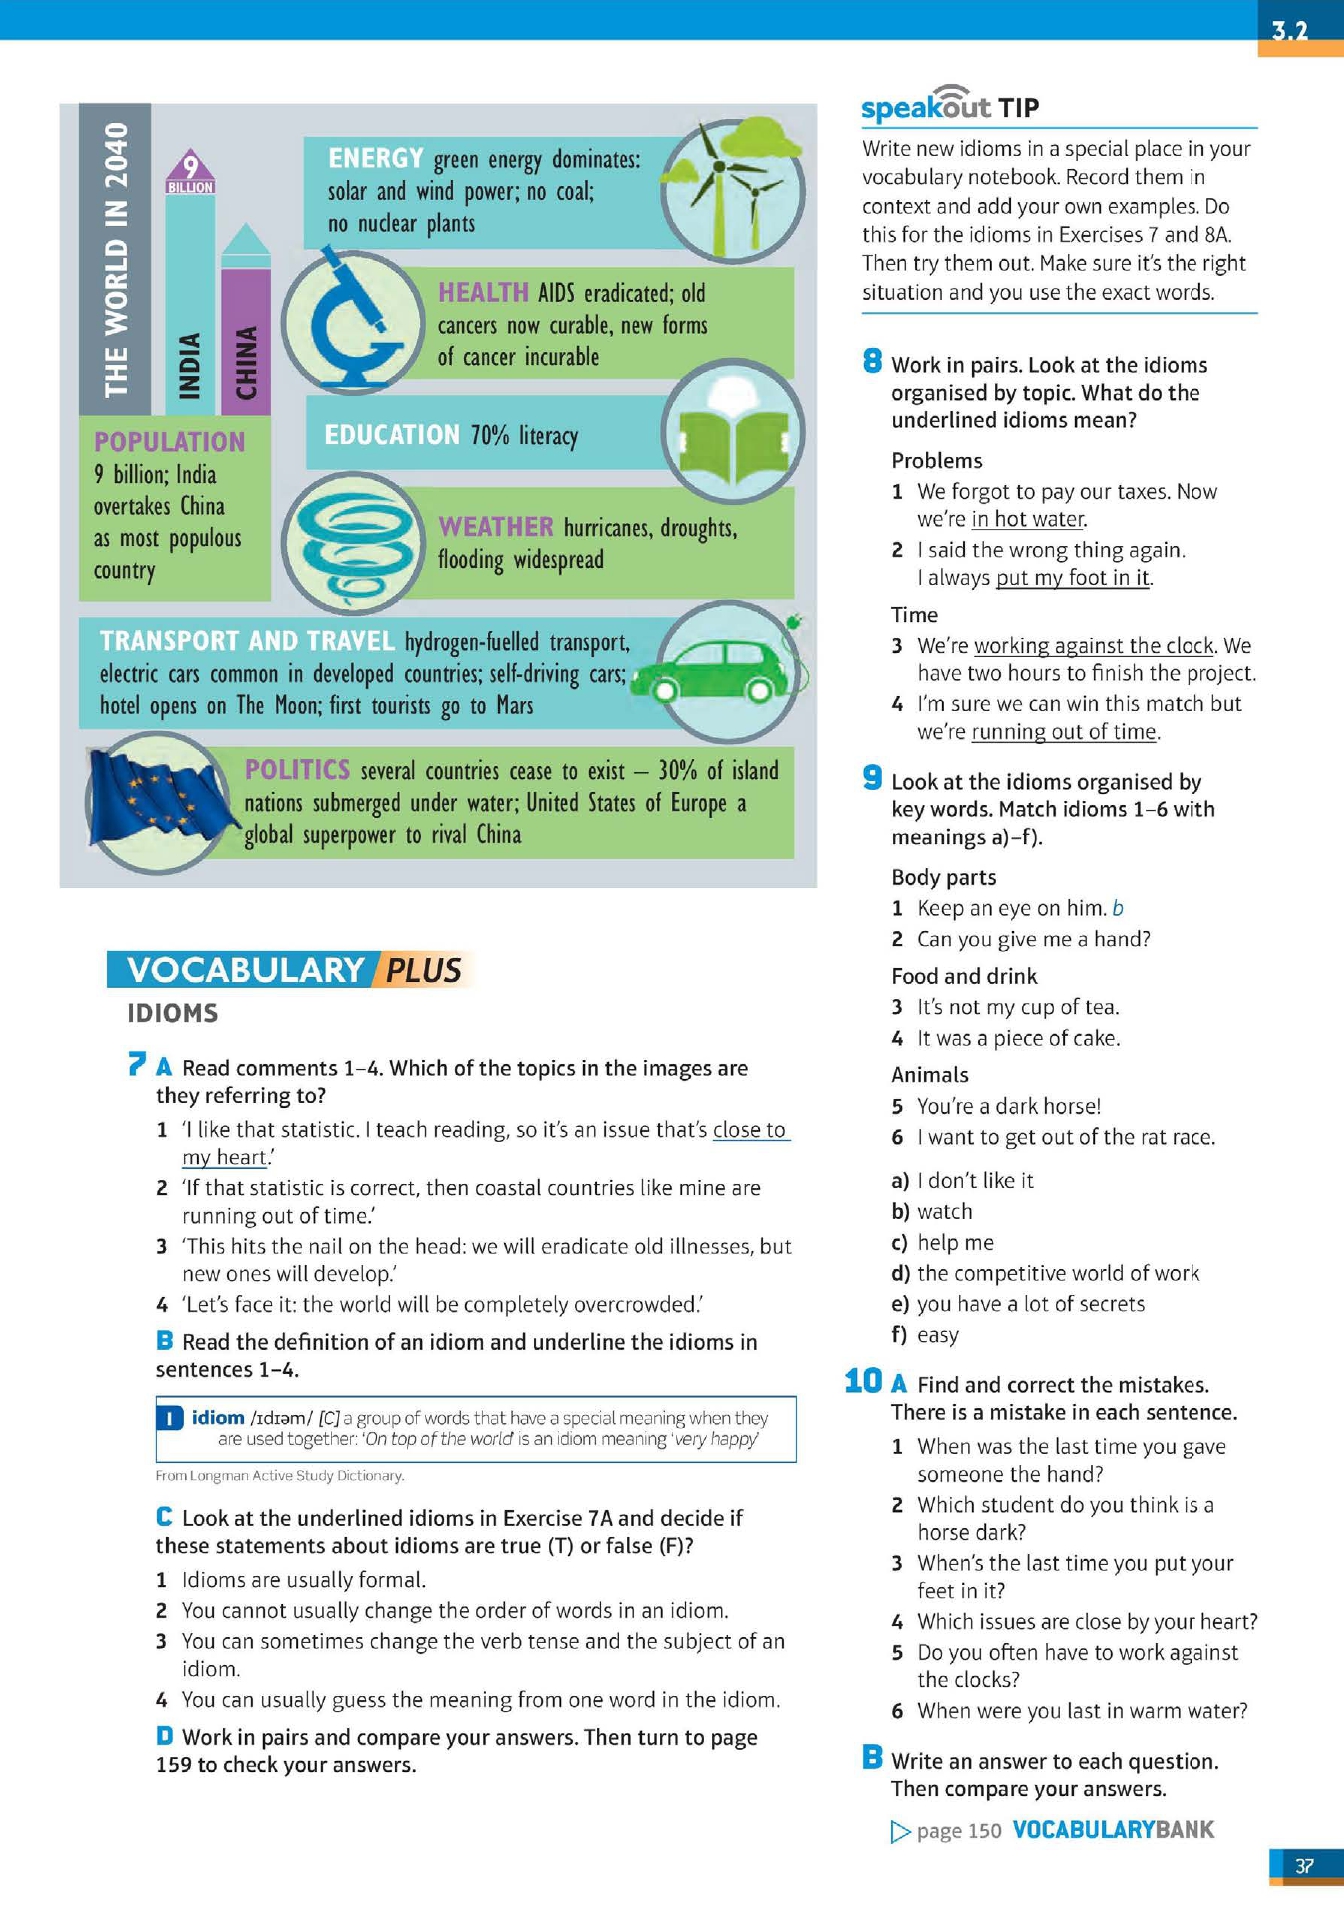 3.2
THE WORLD IN 2040
9
BILLION
INDIA
CHINA
POPULATION
9 billion; India
overtakes China
as most populous
country
ENERGY green energy dominates:
solar and wind power; no coal;
no nuclear plants
HEALTH AIDS eradicated; old
cancers now curable, new forms
of cancer incurable
EDUCATION 70% literacy
WEATHER hurricanes, droughts,
flooding widespread
TRANSPORT AND TRAVEL hydrogen-fuelled transport,
electric cars common in developed countries; self-driving cars;
hotel opens on The Moon; first tourists go to Mars
POLITICS several countries cease to exist – 30% of island
nations submerged under water; United States of Europe a
global superpower to rival China
VOCABULARY PLUS
IDIOMS
7 A Read comments 1–4. Which of the topics in the images are
they referring to?
1 ‘I like that statistic. I teach reading, so it’s an issue that’s close to
my heart.’
2 ‘If that statistic is correct, then coastal countries like mine are
running out of time.’
3 ‘This hits the nail on the head: we will eradicate old illnesses, but
new ones will develop.’
4 ‘Let’s face it: the world will be completely overcrowded.’
B Read the definition of an idiom and underline the idioms in
sentences 1–4.
I idiom /ɪdɪəm/ [C] a group of words that have a special meaning when they
are used together: ‘On top of the world’ is an idiom meaning ‘very happy’
From Longman Active Study Dictionary.
C Look at the underlined idioms in Exercise 7A and decide if
these statements about idioms are true (T) or false (F)?
1 Idioms are usually formal.
2 You cannot usually change the order of words in an idiom.
3 You can sometimes change the verb tense and the subject of an
idiom.
4 You can usually guess the meaning from one word in the idiom.
D Work in pairs and compare your answers. Then turn to page
159 to check your answers.
speakout TIP
Write new idioms in a special place in your
vocabulary notebook. Record them in
context and add your own examples. Do
this for the idioms in Exercises 7 and 8A.
Then try them out. Make sure it’s the right
situation and you use the exact words.
8 Work in pairs. Look at the idioms
organised by topic. What do the
underlined idioms mean?
Problems
1 We forgot to pay our taxes. Now
we’re in hot water.
2 I said the wrong thing again.
I always put my foot in it.
Time
3 We’re working against the clock. We
have two hours to finish the project.
4 I’m sure we can win this match but
we’re running out of time.
9 Look at the idioms organised by
key words. Match idioms 1–6 with
meanings a)–f).
Body parts
1 Keep an eye on him. b
2 Can you give me a hand?
Food and drink
3 It’s not my cup of tea.
4 It was a piece of cake.
Animals
5 You’re a dark horse!
6 I want to get out of the rat race.
a) I don’t like it
b) watch
c) help me
d) the competitive world of work
e) you have a lot of secrets
f) easy
10 A Find and correct the mistakes.
There is a mistake in each sentence.
1 When was the last time you gave
someone the hand?
2 Which student do you think is a
horse dark?
3 When’s the last time you put your
feet in it?
4 Which issues are close by your heart?
5 Do you often have to work against
the clocks?
6 When were you last in warm water?
B Write an answer to each question.
Then compare your answers.
page 150 VOCABULARYBANK
37